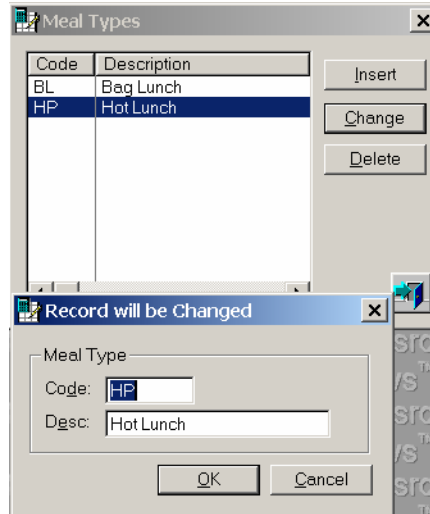 Meal Types
Code Description
BL Bag Lunch
HP Hot Lunch
Insert
Change
Delete
Record will be Changed
Meal Type
Code: HP
Desc: Hot Lunch
OK Cancel